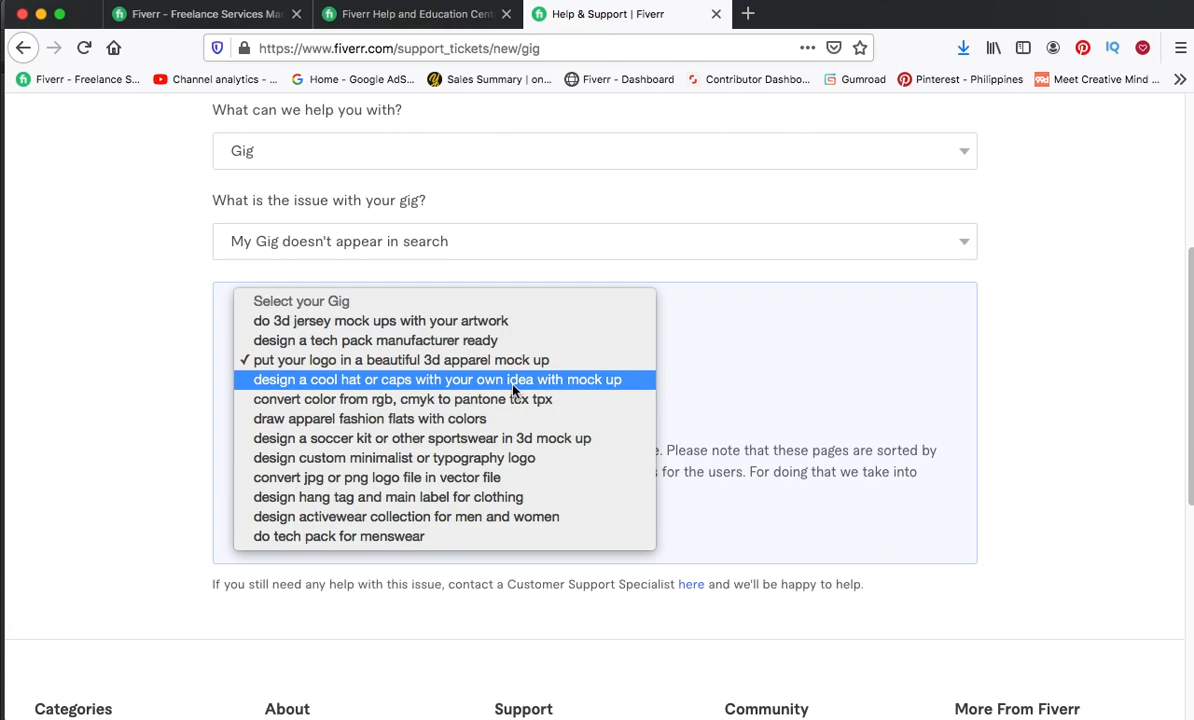 Fiverr - Freelance Services Ma
Fiverr Help and Education Cent
Help & Support | Fiverr
https://www.fiverr.com/support_tickets/new/gig
Fiverr - Freelance S...
Channel analytics - ...
Home - Google AdS...
Sales Summary | on...
Fiverr - Dashboard
Contributor Dashbo...
Gumroad
Pinterest - Philippines
Meet Creative Mind ...
What can we help you with?
Gig
What is the issue with your gig?
My Gig doesn't appear in search
Select your Gig
do 3d jersey mock ups with your artwork
design a tech pack manufacturer ready
✓ put your logo in a beautiful 3d apparel mock up
design a cool hat or caps with your own idea with mock up
convert color from rgb, cmyk to pantone tcx tpx
draw apparel fashion flats with colors
design a soccer kit or other sportswear in 3d mock up
e. Please note that these pages are sorted by
design custom minimalist or typography logo
s for the users. For doing that we take into
convert jpg or png logo file in vector file
design hang tag and main label for clothing
design activewear collection for men and women
do tech pack for menswear
If you still need any help with this issue, contact a Customer Support Specialist here and we'll be happy to help.
Categories
About
Support
Community
More From Fiverr